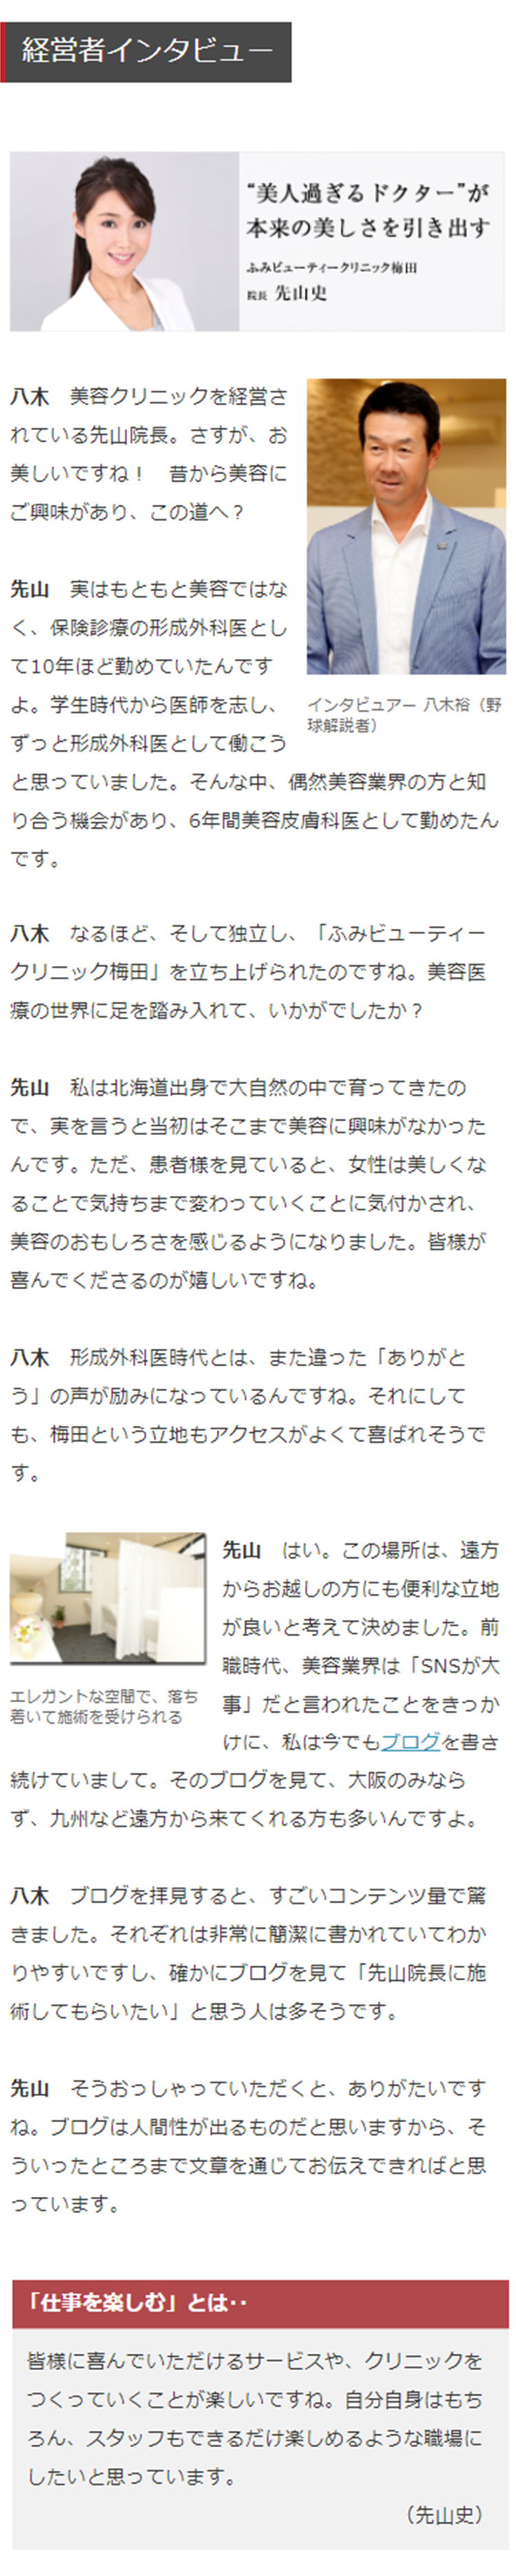 経営者インタビュー
“美人過ぎるドクター”が
本来の美しさを引き出す
ふみビューティークリニック梅田
院長 先山史
八木　美容クリニックを経営さ
れている先山院長。さすが、お
美しいですね！　昔から美容に
ご興味があり、この道へ？
先山　実はもともと美容ではな
く、保険診療の形成外科医とし
て10年ほど勤めていたんです
よ。学生時代から医師を志し、
ずっと形成外科医として働こう
インタビュアー 八木裕（野
球解説者）
と思っていました。そんな中、偶然美容業界の方と知
り合う機会があり、6年間美容皮膚科医として勤めたん
です。
八木　なるほど、そして独立し、「ふみビューティー
クリニック梅田」を立ち上げられたのですね。美容医
療の世界に足を踏み入れて、いかがでしたか？
先山　私は北海道出身で大自然の中で育ってきたの
で、実を言うと当初はそこまで美容に興味がなかった
んです。ただ、患者様を見ていると、女性は美しくな
ることで気持ちまで変わっていくことに気付かされ、
美容のおもしろさを感じるようになりました。皆様が
喜んでくださるのが嬉しいですね。
八木　形成外科医時代とは、また違った「ありがと
う」の声が励みになっているんですね。それにして
も、梅田という立地もアクセスがよくて喜ばれそうで
す。
先山　はい。この場所は、遠方
からお越しの方にも便利な立地
が良いと考えて決めました。前
職時代、美容業界は「SNSが大
事」だと言われたことをきっか
けに、私は今でもブログを書き
エレガントな空間で、落ち
着いて施術を受けられる
続けていまして。そのブログを見て、大阪のみなら
ず、九州など遠方から来てくれる方も多いんですよ。
八木　ブログを拝見すると、すごいコンテンツ量で驚
きました。それぞれは非常に簡潔に書かれていてわか
りやすいですし、確かにブログを見て「先山院長に施
術してもらいたい」と思う人は多そうです。
先山　そうおっしゃっていただくと、ありがたいです
ね。ブログは人間性が出るものだと思いますから、そ
ういったところまで文章を通じてお伝えできればと思
っています。
「仕事を楽しむ」とは‥
皆様に喜んでいただけるサービスや、クリニックを
つくっていくことが楽しいですね。自分自身はもち
ろん、スタッフもできるだけ楽しめるような職場に
したいと思っています。
（先山史）